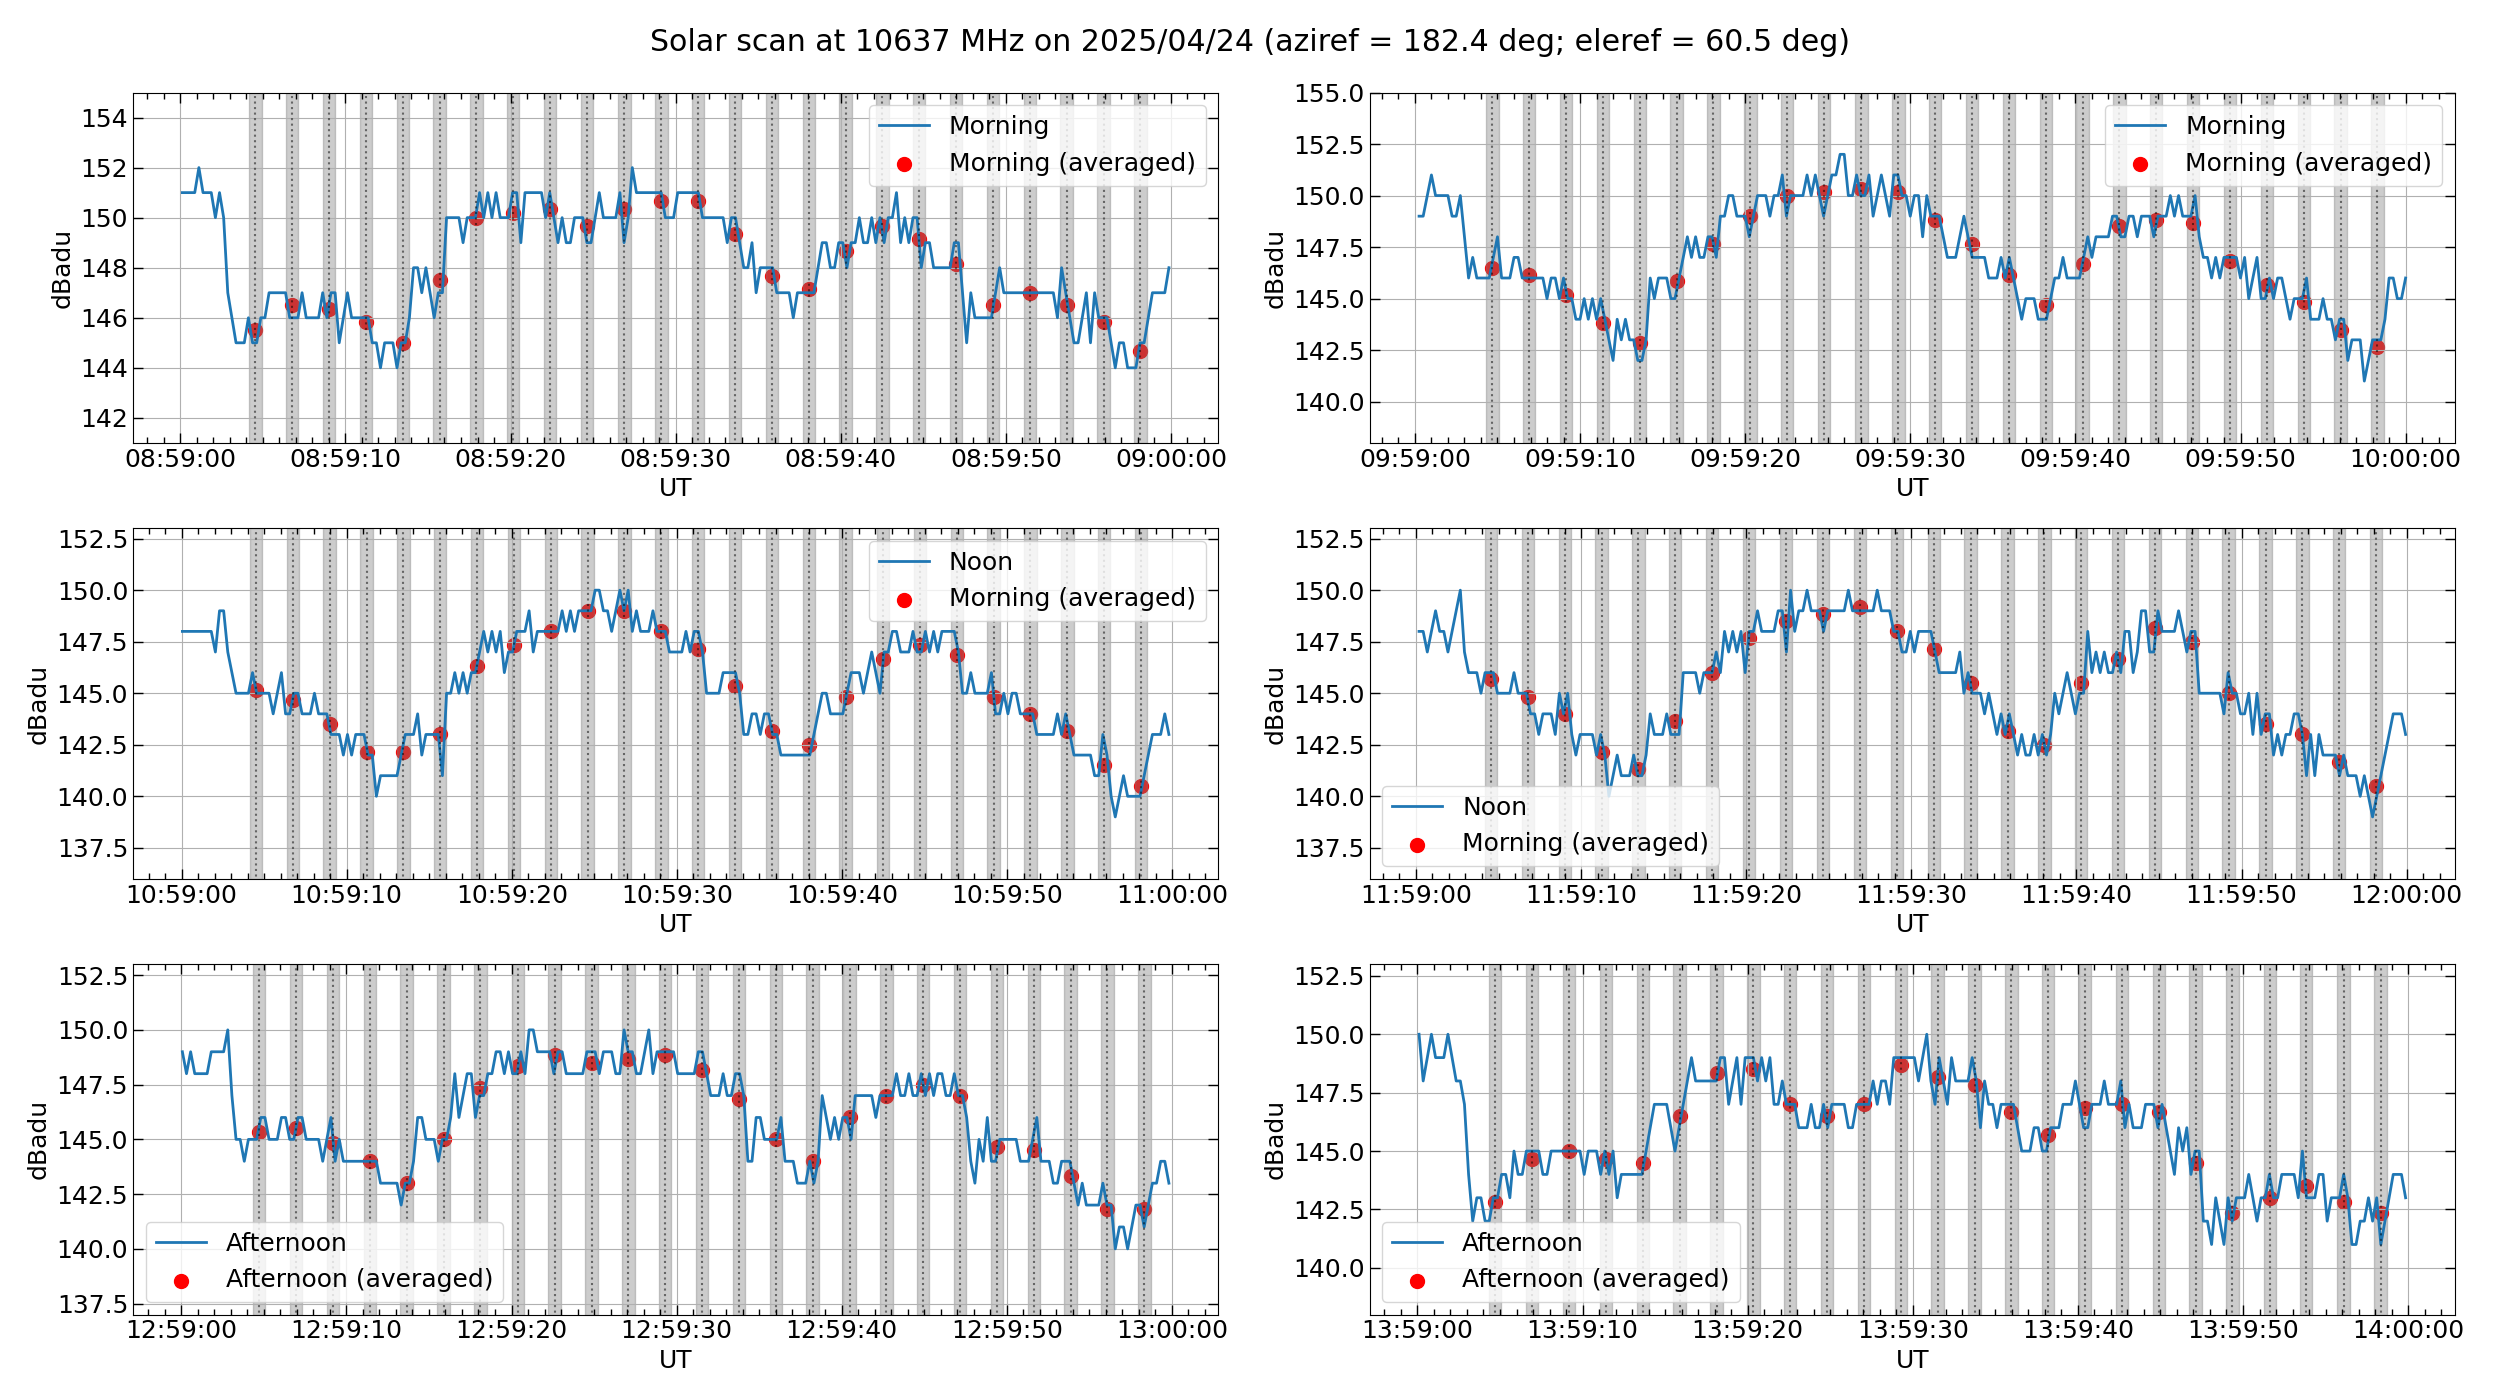 Solar scan at 10637 MHz on 2025/04/24 (aziref = 182.4 deg; eleref = 60.5 deg)
154
152
150
148
146
144
142
dBadu
Morning
Morning (averaged)
08:59:00 08:59:10 08:59:20 08:59:30 08:59:40 08:59:50 09:00:00
UT
155.0
152.5
150.0
147.5
145.0
142.5
140.0
dBadu
Morning
Morning (averaged)
09:59:00 09:59:10 09:59:20 09:59:30 09:59:40 09:59:50 10:00:00
UT
152.5
150.0
147.5
145.0
142.5
140.0
137.5
dBadu
Noon
Morning (averaged)
10:59:00 10:59:10 10:59:20 10:59:30 10:59:40 10:59:50 11:00:00
UT
152.5
150.0
147.5
145.0
142.5
140.0
137.5
dBadu
Noon
Morning (averaged)
11:59:00 11:59:10 11:59:20 11:59:30 11:59:40 11:59:50 12:00:00
UT
152.5
150.0
147.5
145.0
142.5
140.0
137.5
dBadu
Afternoon
Afternoon (averaged)
12:59:00 12:59:10 12:59:20 12:59:30 12:59:40 12:59:50 13:00:00
UT
152.5
150.0
147.5
145.0
142.5
140.0
dBadu
Afternoon
Afternoon (averaged)
13:59:00 13:59:10 13:59:20 13:59:30 13:59:40 13:59:50 14:00:00
UT